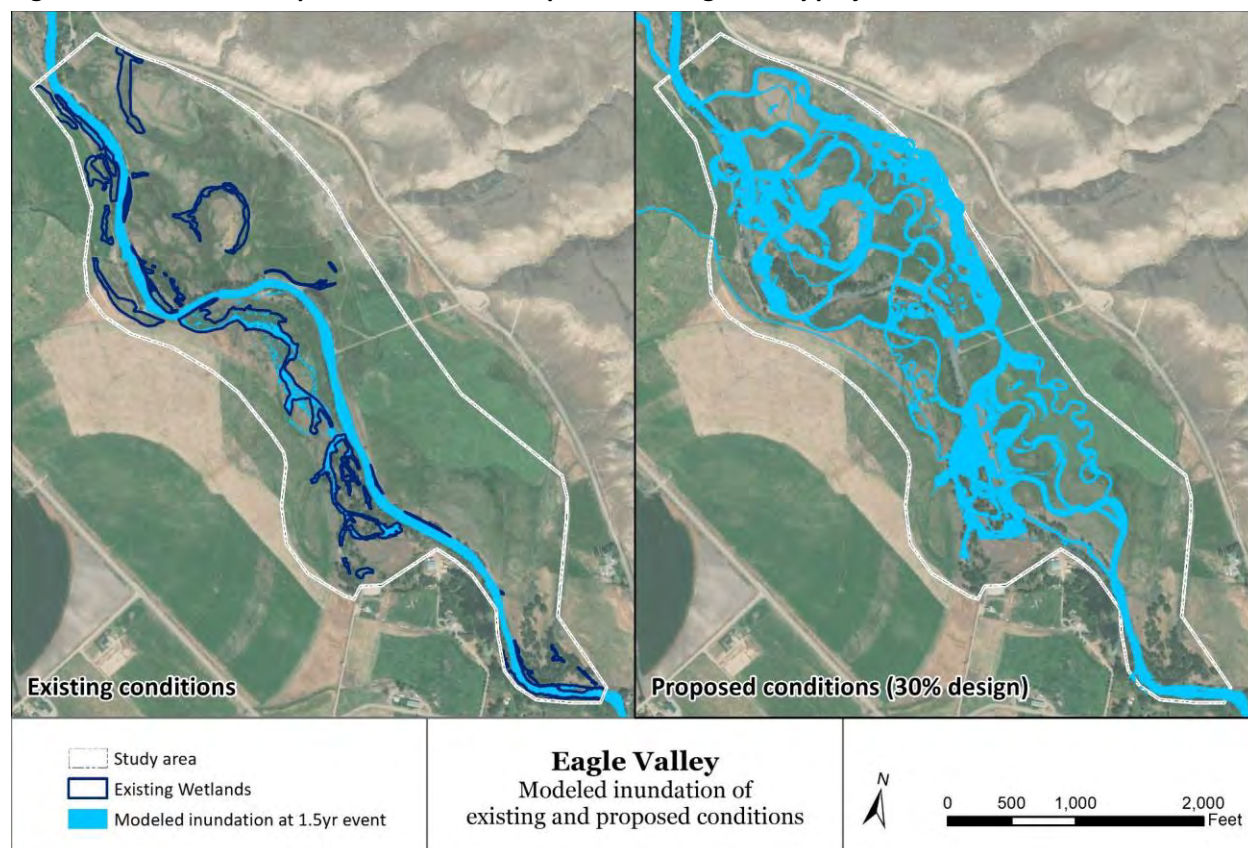 Existing conditions
Proposed conditions (30% design)
Study area
Existing Wetlands
Modeled inundation at 1.5yr event
Eagle Valley
Modeled inundation of
existing and proposed conditions
N
0 500 1,000 2,000
Feet